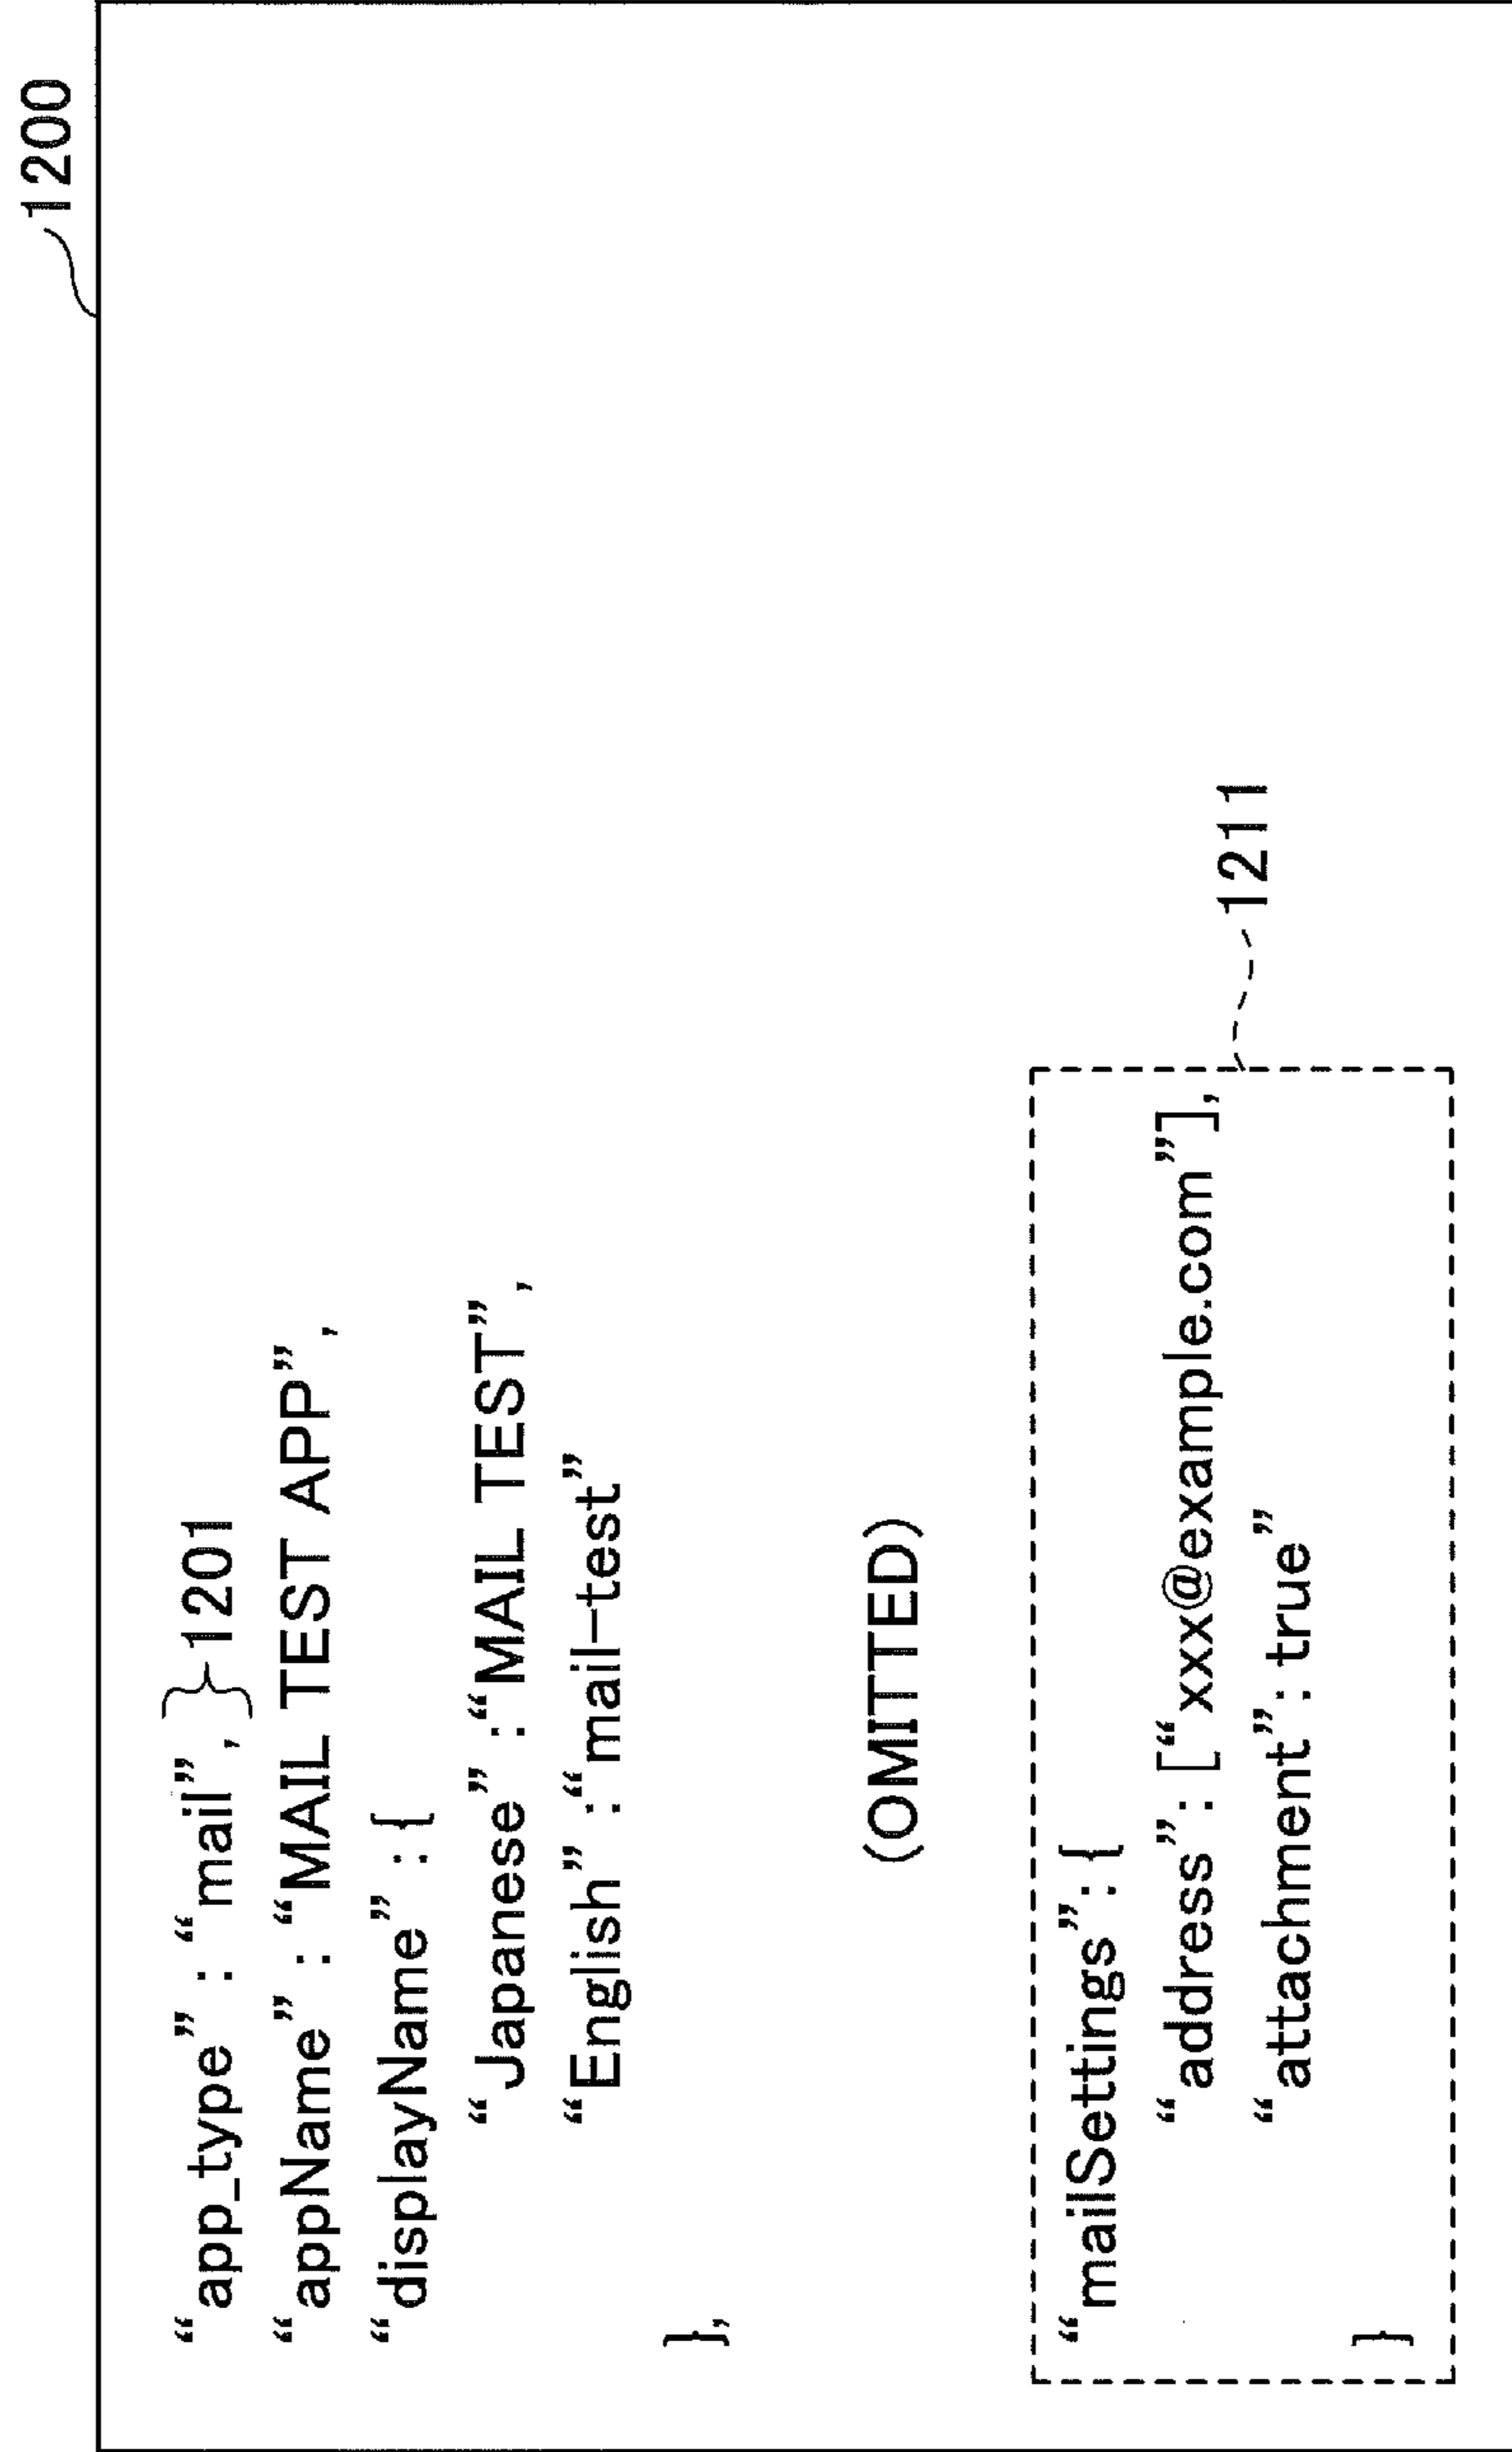 1200
“app_type” : “mail”, 1201
“appName” : “MAIL TEST APP”,
“displayName” : {
“Japanese” : “MAIL TEST”,
“English” : “mail-test”
},
(OMITTED)
“mailSettings” : {
“address” : [“xxx@example.com”], 1211
“attachment” : true”
}